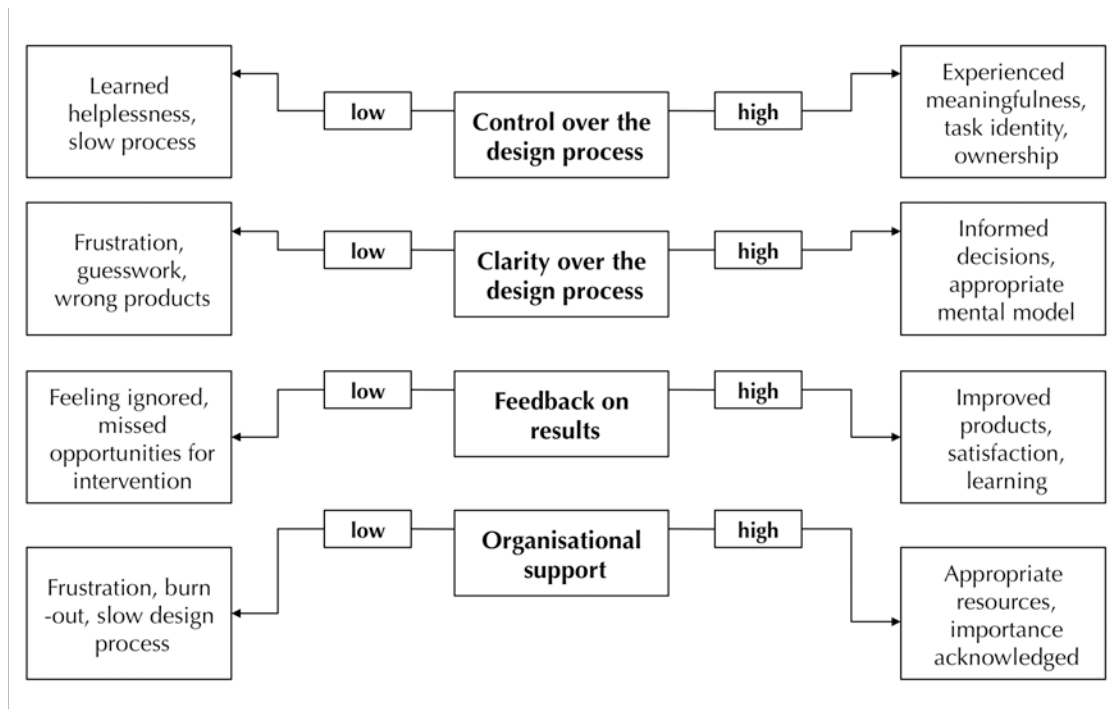 Learned
helplessness,
slow process
low
Control over the
design process
high
Experienced
meaningfulness,
task identity,
ownership
Frustration,
guesswork,
wrong products
low
Clarity over the
design process
high
Informed
decisions,
appropriate
mental model
Feeling ignored,
missed
opportunities for
intervention
low
Feedback on
results
high
Improved
products,
satisfaction,
learning
Frustration, burn
-out, slow design
process
low
Organisational
support
high
Appropriate
resources,
importance
acknowledged